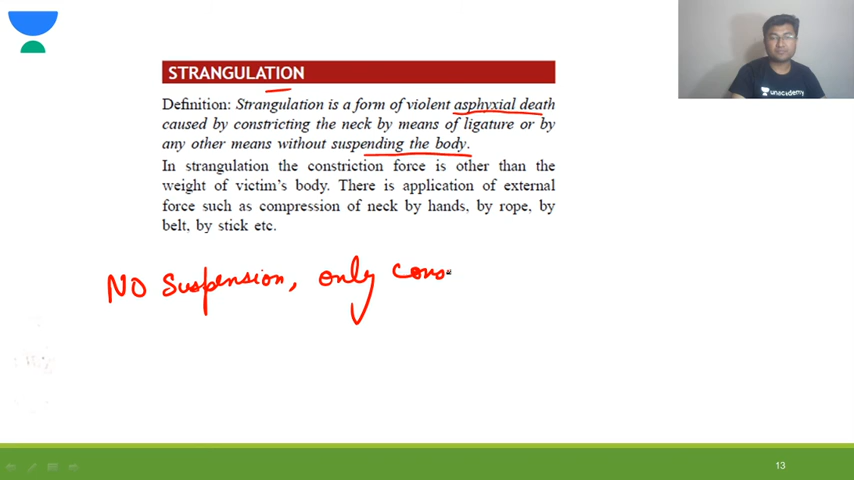 STRANGULATION
Definition: Strangulation is a form of violent asphyxial death
caused by constricting the neck by means of ligature or by
any other means without suspending the body.
In strangulation the constriction force is other than the
weight of victim's body. There is application of external
force such as compression of neck by hands, by rope, by
belt, by stick etc.
NO Suspension, only cons
unacademy
13